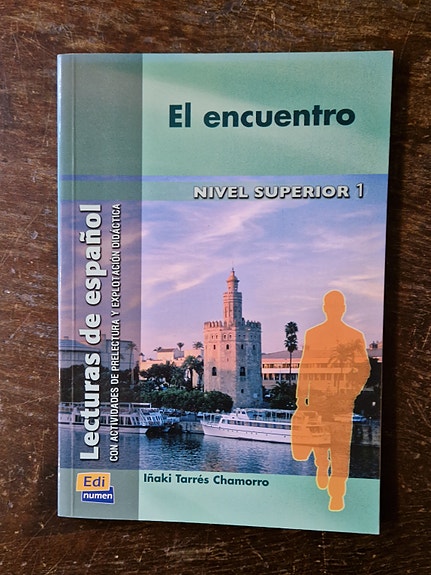 El encuentro
NIVEL SUPERIOR 1
Lecturas de español
CON ACTIVIDADES DE PRELECTURA Y EXPLOTACIÓN DIDÁCTICA
Iñaki Tarrés Chamorro
Edi
numen